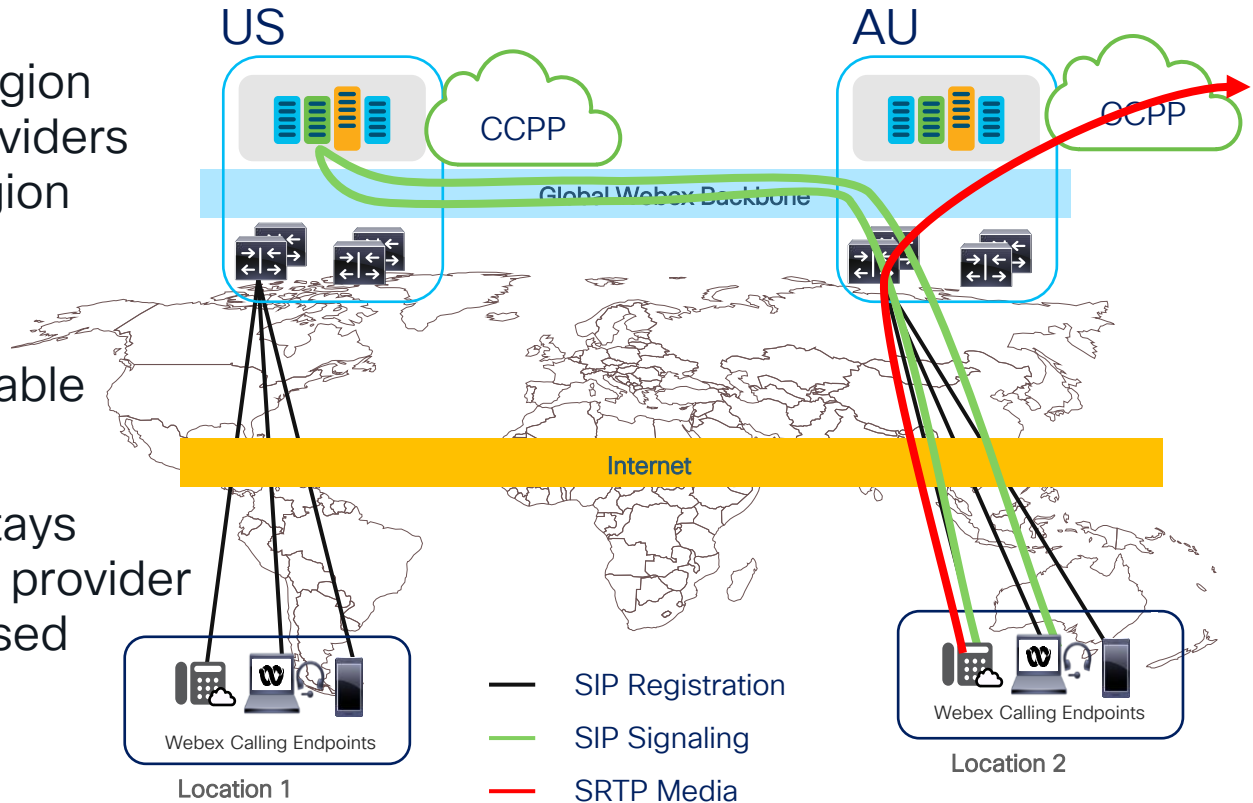 US
AU
gion
viders
gion
CCPP
CCPP
Global Webex Backbone
able
Internet
tays
provider
sed
Webex Calling Endpoints
Location 1
SIP Registration
SIP Signaling
SRTP Media
Webex Calling Endpoints
Location 2